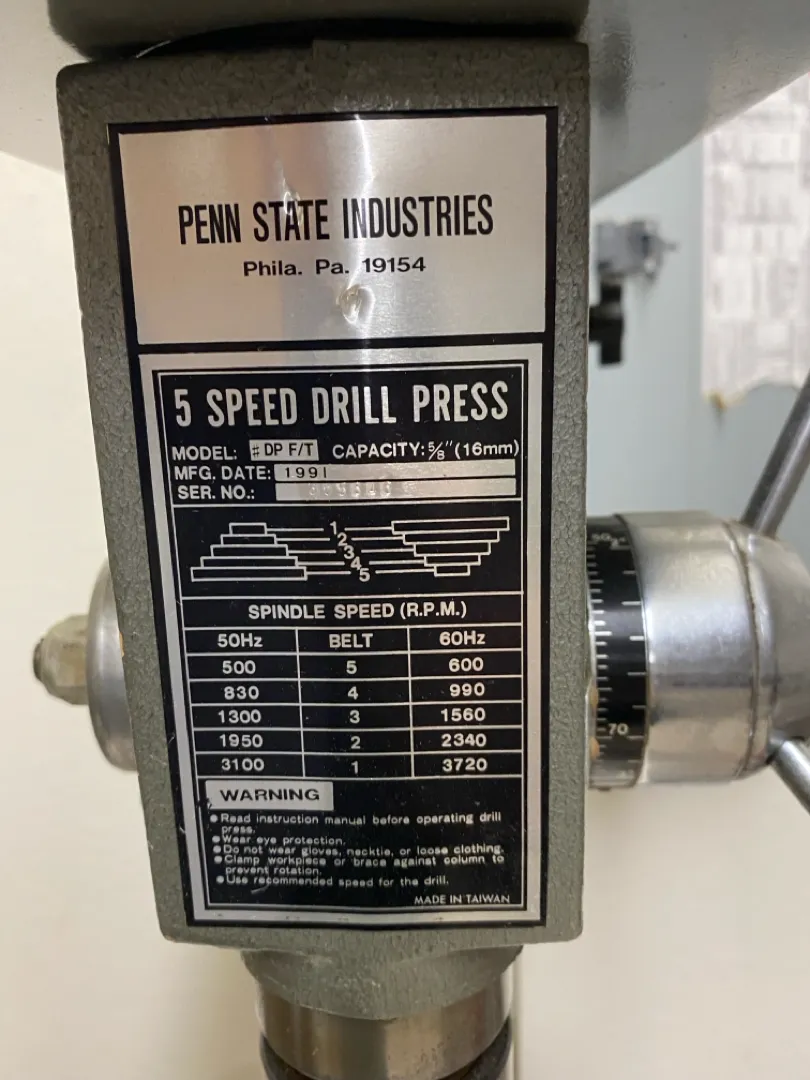 PENN STATE INDUSTRIES
Phila. Pa. 19154
5 SPEED DRILL PRESS
MODEL: # DP F/T CAPACITY: 5/8" (16mm)
MFG. DATE: 1991
SER. NO.:
1
2
3
4
5
SPINDLE SPEED (R.P.M.)
50Hz BELT 60Hz
500 5 600
830 4 990
1300 3 1560
1950 2 2340
3100 1 3720
WARNING
● Read instruction manual before operating drill
press.
● Wear eye protection.
● Do not wear gloves, necktie, or loose clothing.
● Clamp workpiece or brace against column to
prevent rotation.
● Use recommended speed for the drill.
MADE IN TAIWAN
70